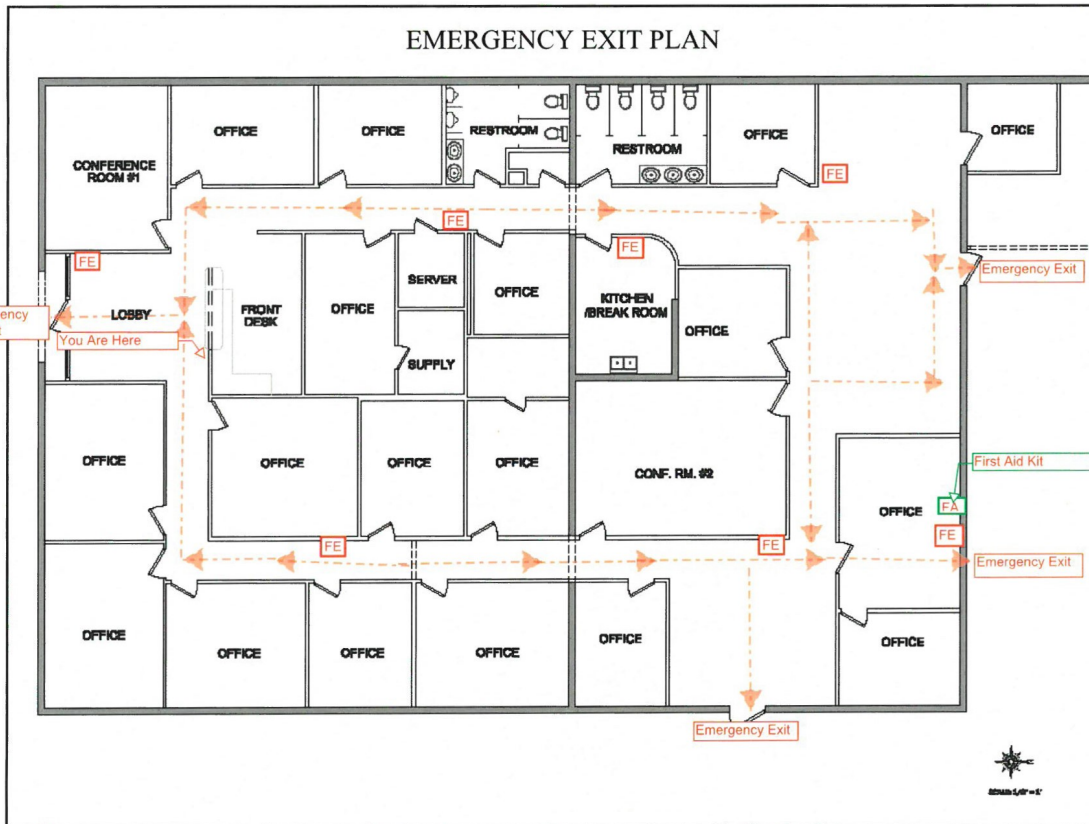 EMERGENCY EXIT PLAN
OFFICE
OFFICE
RESTROOM
RESTROOM
OFFICE
OFFICE
CONFERENCE
ROOM #1
FE
FE
FE
FE
Emergency Exit
SERVER
OFFICE
LOBBY
FRONT
DESK
OFFICE
KITCHEN
/BREAK ROOM
OFFICE
You Are Here
SUPPLY
OFFICE
OFFICE
OFFICE
OFFICE
CONF. RM. #2
First Aid Kit
FA
OFFICE
FE
FE
FE
Emergency Exit
OFFICE
OFFICE
OFFICE
OFFICE
OFFICE
OFFICE
Emergency Exit